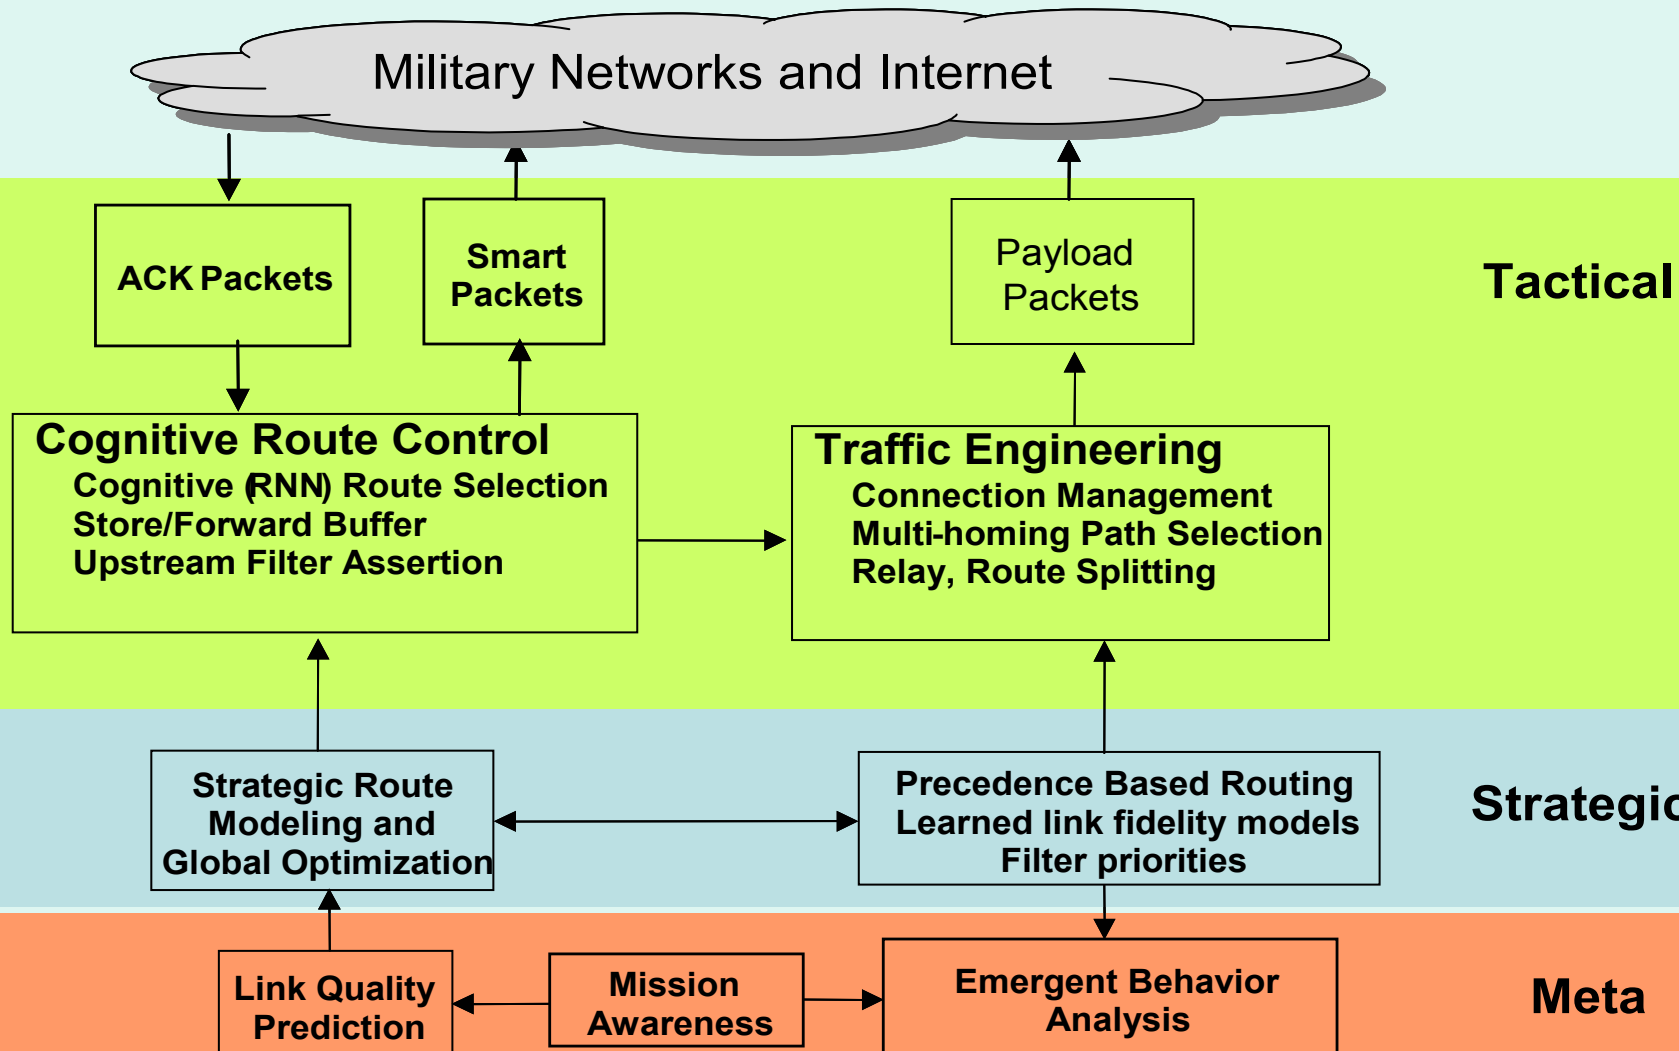 Military Networks and Internet
ACK Packets
Smart
Packets
Payload
Packets
Tactical
Cognitive Route Control
Cognitive (RNN) Route Selection
Store/Forward Buffer
Upstream Filter Assertion
Traffic Engineering
Connection Management
Multi-homing Path Selection
Relay, Route Splitting
Strategic Route
Modeling and
Global Optimization
Precedence Based Routing
Learned link fidelity models
Filter priorities
Strategic
Link Quality
Prediction
Mission
Awareness
Emergent Behavior
Analysis
Meta